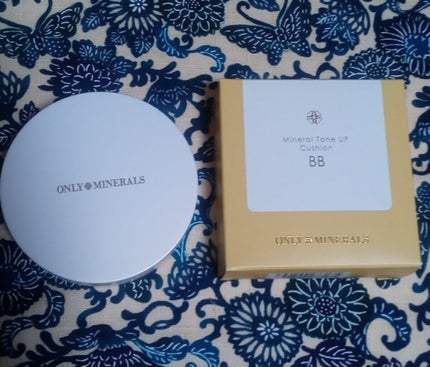 ONLY MINERALS
Mineral Tone UP
Cushion
BB
ONLY MINERALS